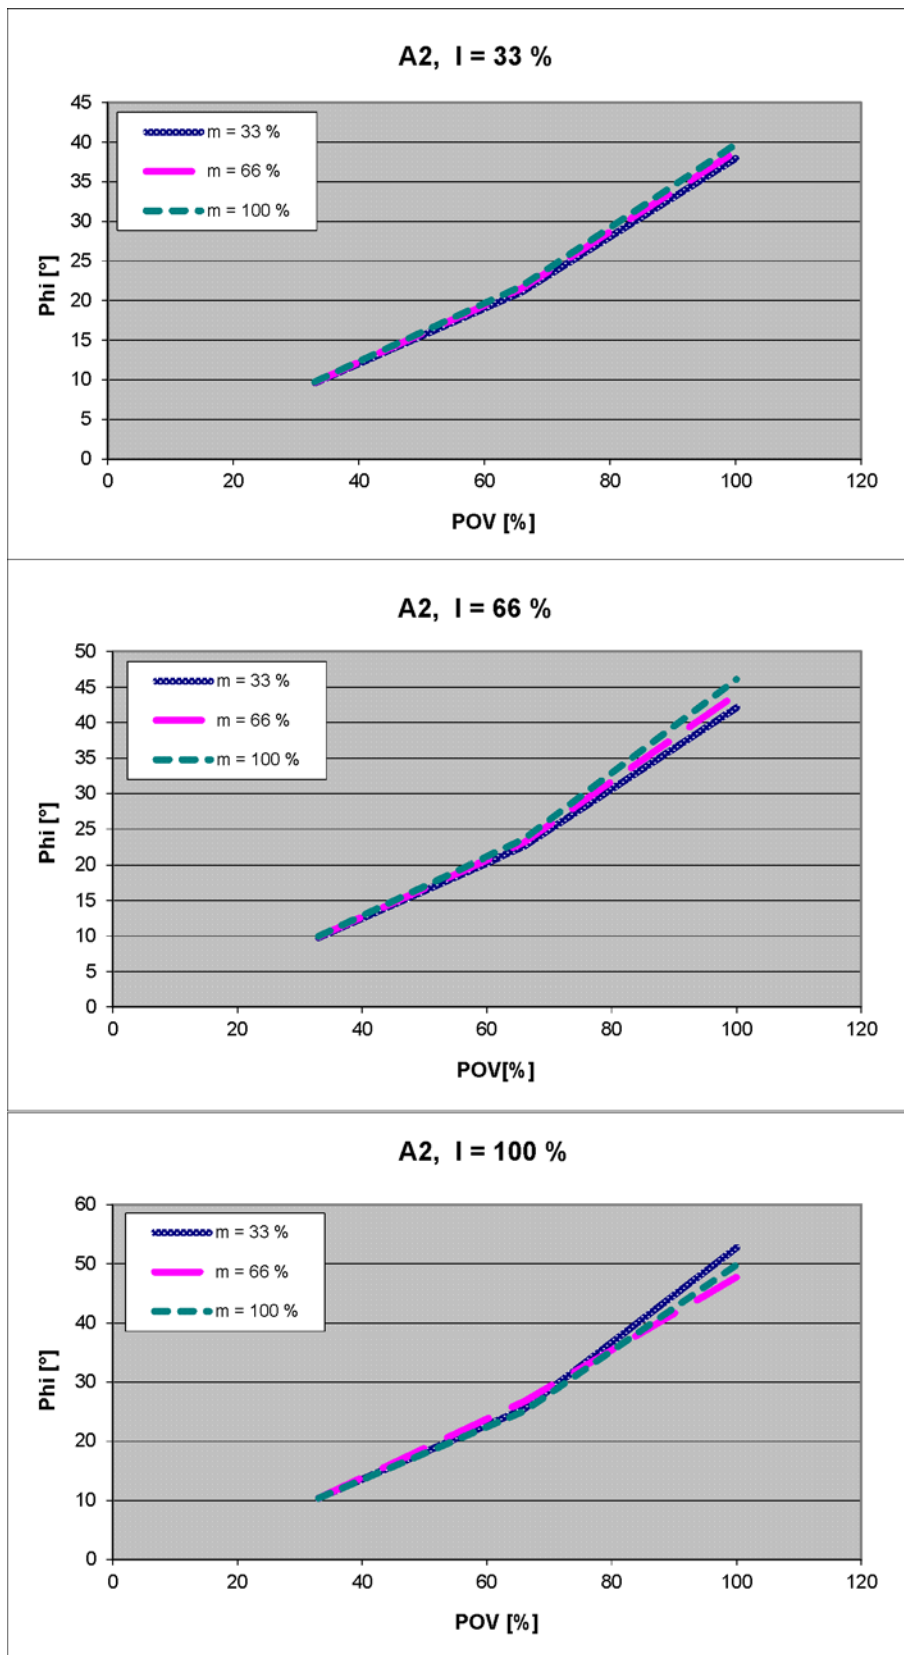 A2, I = 33 %
45
40
35
30
25
20
15
10
5
0
Phi [°]
m = 33 %
m = 66 %
m = 100 %
0 20 40 60 80 100 120
POV [%]
A2, I = 66 %
50
45
40
35
30
25
20
15
10
5
0
Phi [°]
m = 33 %
m = 66 %
m = 100 %
0 20 40 60 80 100 120
POV[%]
A2, I = 100 %
60
50
40
30
20
10
0
Phi [°]
m = 33 %
m = 66 %
m = 100 %
0 20 40 60 80 100 120
POV [%]